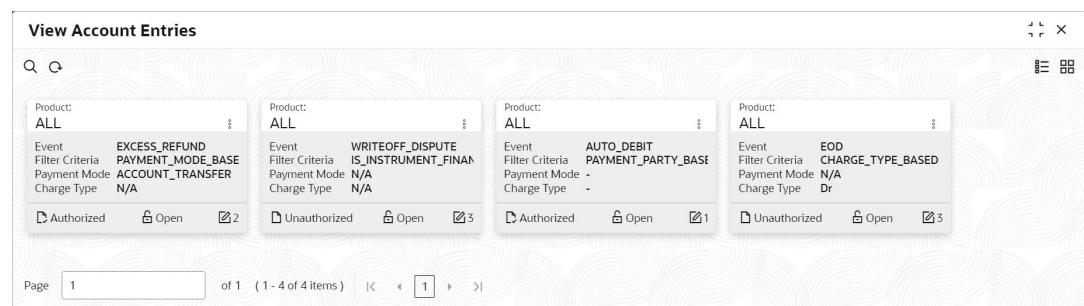 View Account Entries
Product:
ALL
Event EXCESS_REFUND
Filter Criteria PAYMENT_MODE_BASE
Payment Mode ACCOUNT_TRANSFER
Charge Type N/A
Authorized Open 2
Product:
ALL
Event WRITEOFF_DISPUTE
Filter Criteria IS_INSTRUMENT_FINAN
Payment Mode N/A
Charge Type N/A
Unauthorized Open 3
Product:
ALL
Event AUTO_DEBIT
Filter Criteria PAYMENT_PARTY_BASE
Payment Mode -
Charge Type -
Authorized Open 1
Product:
ALL
Event EOD
Filter Criteria CHARGE_TYPE_BASED
Payment Mode N/A
Charge Type Dr
Unauthorized Open 3
Page 1 of 1 ( 1 - 4 of 4 items ) 1